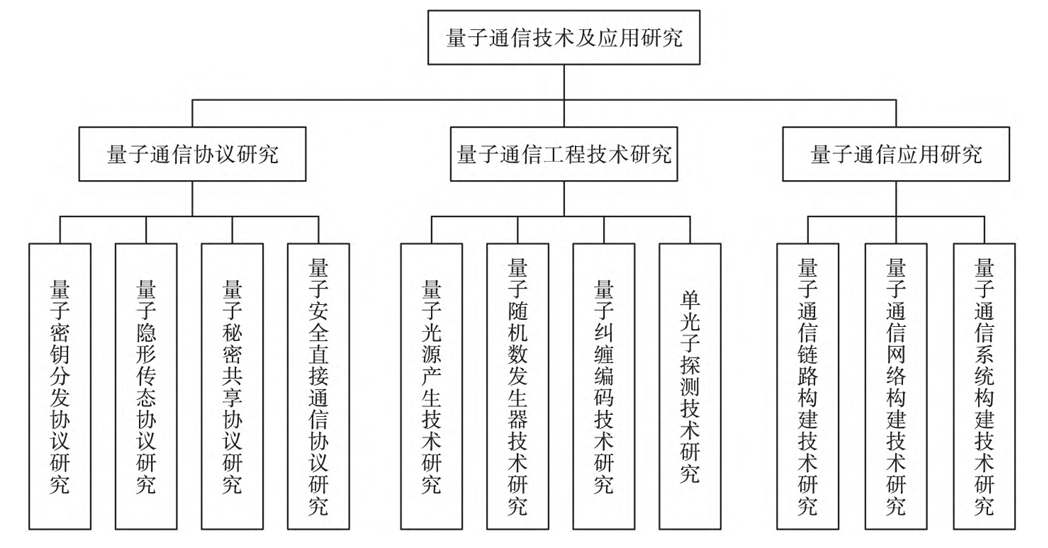 量子通信技术及应用研究
量子通信协议研究
量子通信工程技术研究
量子通信应用研究
量子密钥分发协议研究
量子隐形传态协议研究
量子秘密共享协议研究
量子安全直接通信协议研究
量子光源产生技术研究
量子随机数发生器技术研究
量子纠缠编码技术研究
单光子探测技术研究
量子通信链路构建技术研究
量子通信网络构建技术研究
量子通信系统构建技术研究